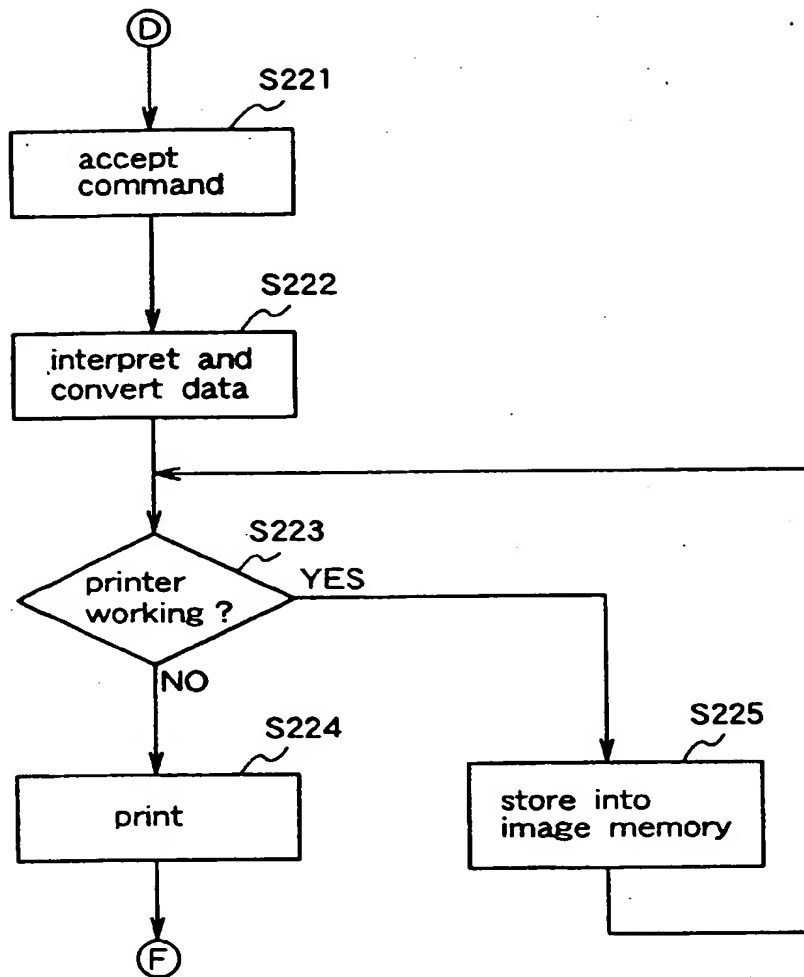 D
S221
accept
command
S222
interpret and
convert data
S223
printer
working ?
YES
NO
S224
print
S225
store into
image memory
F